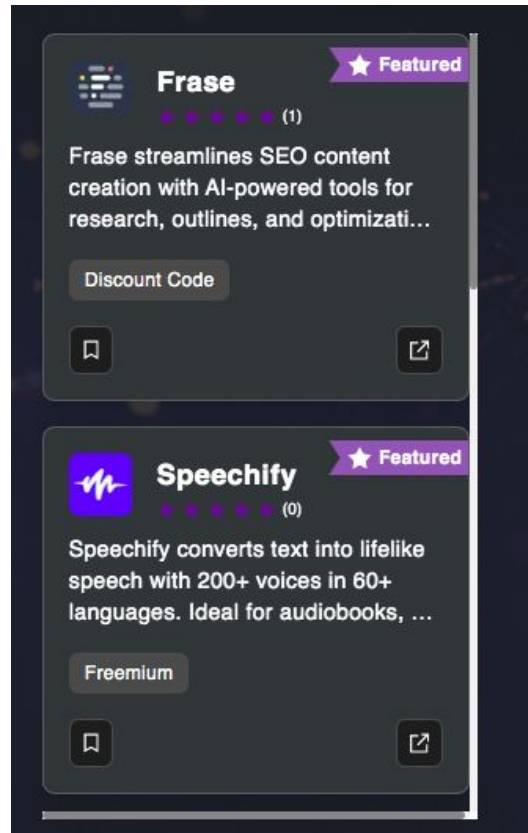 Featured
Frase
(1)
Frase streamlines SEO content
creation with AI-powered tools for
research, outlines, and optimizati...
Discount Code
Featured
Speechify
(0)
Speechify converts text into lifelike
speech with 200+ voices in 60+
languages. Ideal for audiobooks, ...
Freemium